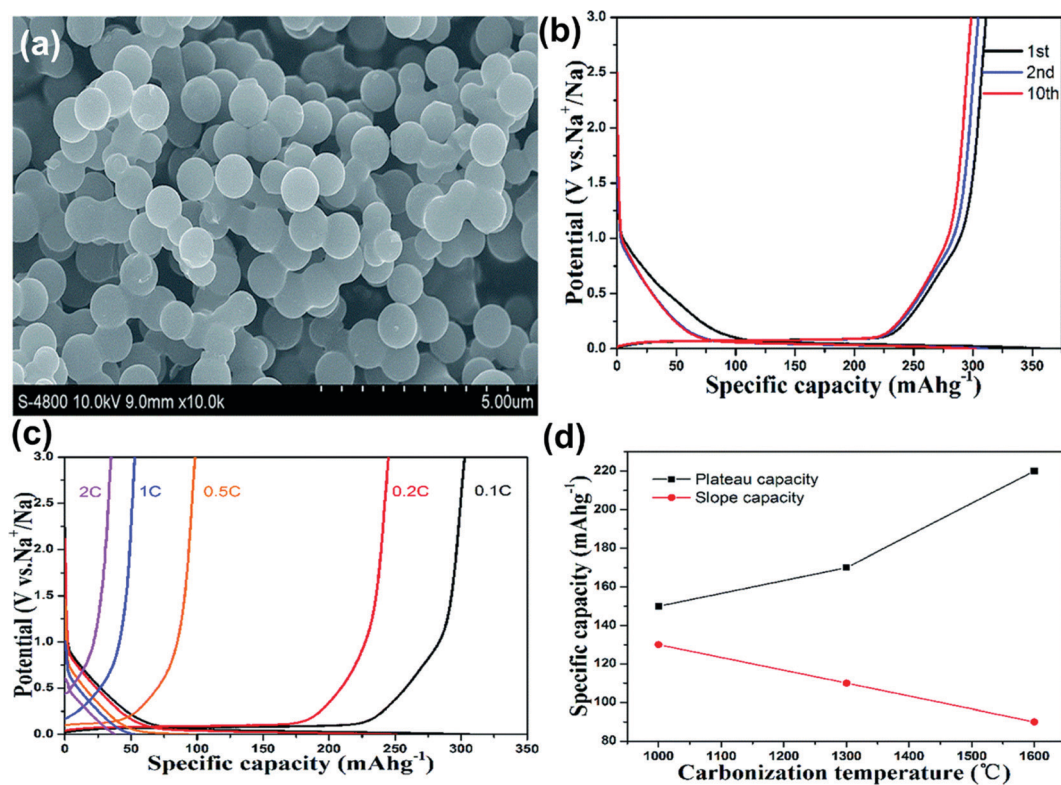 (a)
S-4800 10.0kV 9.0mm x10.0k
5.00um
(b)
3.0
2.5
2.0
1.5
1.0
0.5
0.0
Potential (V vs.Na⁺/Na)
1st
2nd
10th
0 50 100 150 200 250 300 350
Specific capacity (mAhg⁻¹)
(c)
3.0
2.5
2.0
1.5
1.0
0.5
0.0
Potential (V vs.Na⁺/Na)
2C 1C 0.5C 0.2C 0.1C
0 50 100 150 200 250 300 350
Specific capacity (mAhg⁻¹)
(d)
220
200
180
160
140
120
100
80
Specific capacity (mAhg⁻¹)
Plateau capacity
Slope capacity
1000 1100 1200 1300 1400 1500 1600
Carbonization temperature (℃)